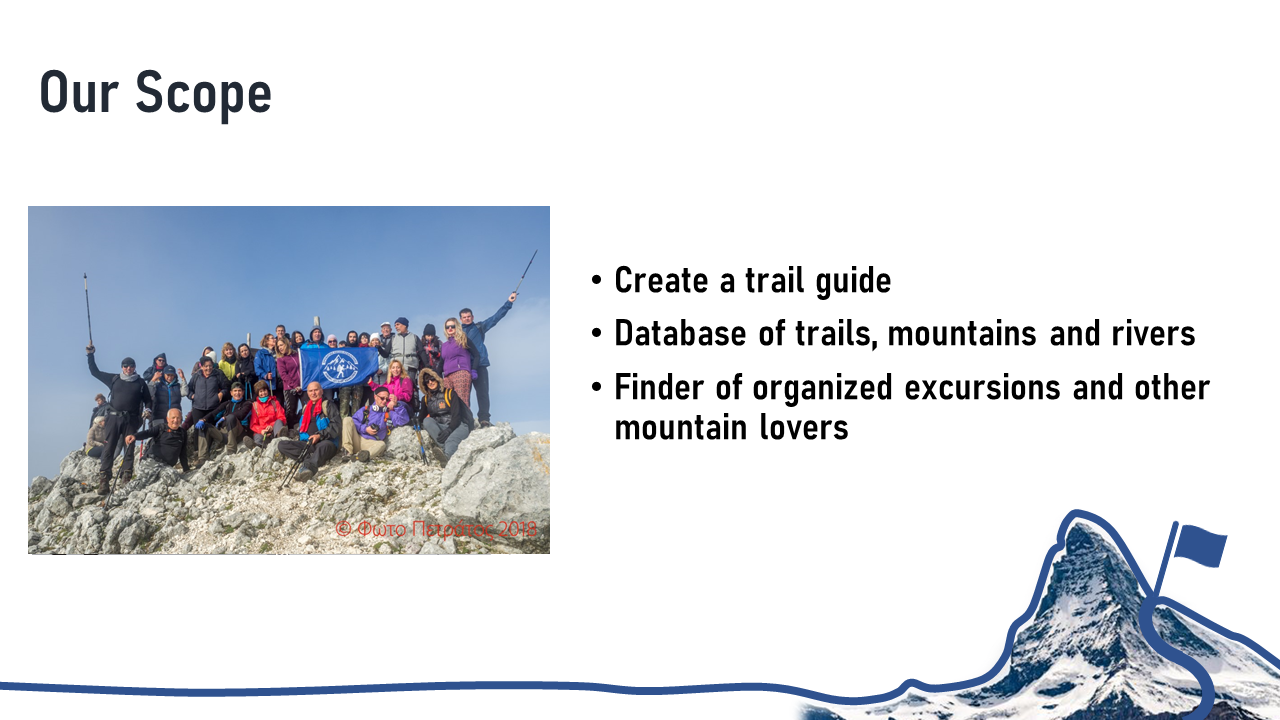 Our Scope
• Create a trail guide
• Database of trails, mountains and rivers
• Finder of organized excursions and other
mountain lovers
© Φωτο Πετράτος 2018